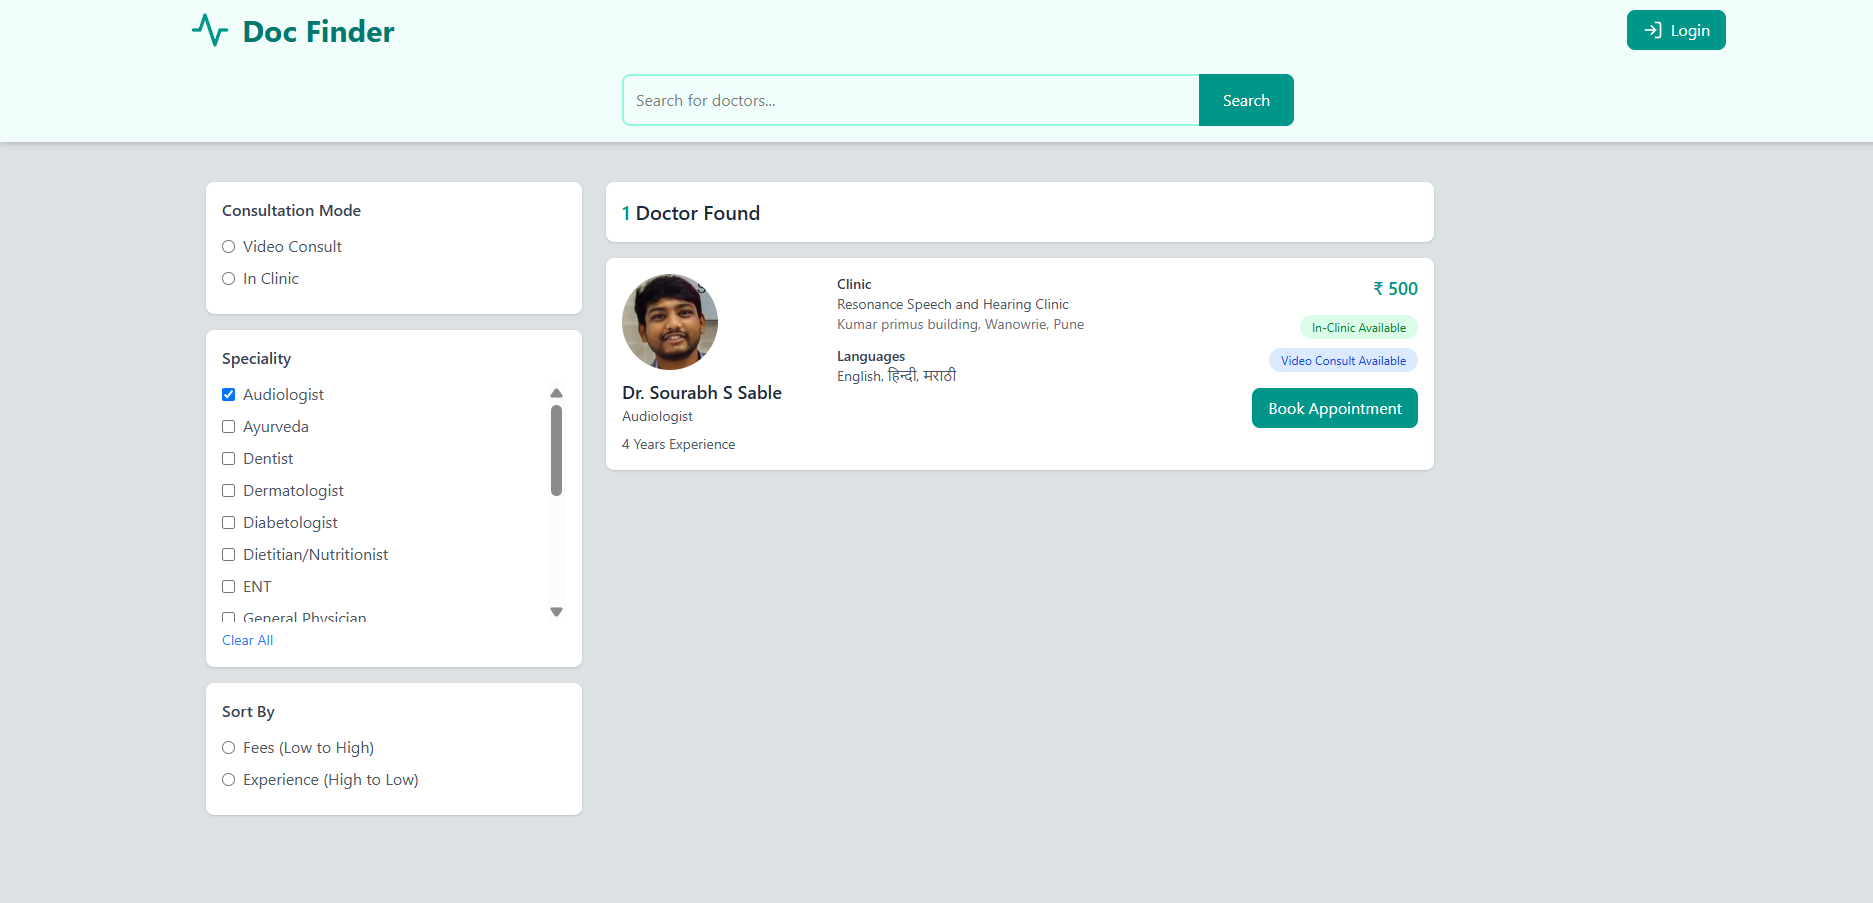 Doc Finder
Login
Search for doctors...
Search
Consultation Mode
Video Consult
In Clinic
Speciality
Audiologist
Ayurveda
Dentist
Dermatologist
Diabetologist
Dietitian/Nutritionist
ENT
General Physician
Clear All
Sort By
Fees (Low to High)
Experience (High to Low)
1 Doctor Found
Dr. Sourabh S Sable
Audiologist
4 Years Experience
Clinic
Resonance Speech and Hearing Clinic
Kumar primus building, Wanowrie, Pune
Languages
English, हिन्दी, मराठी
₹ 500
In-Clinic Available
Video Consult Available
Book Appointment